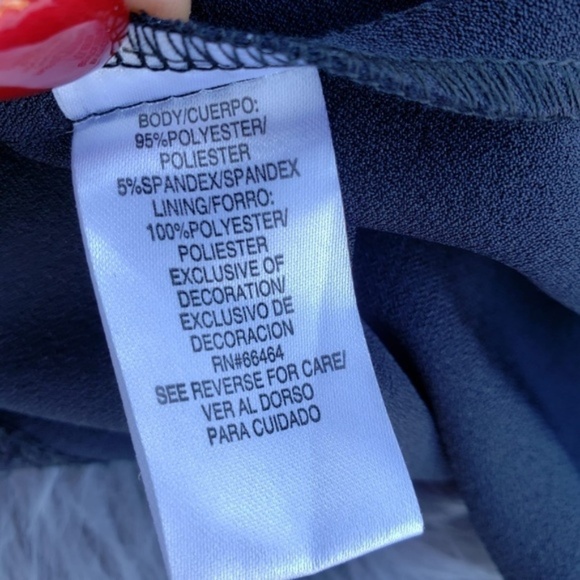 BODY/CUERPO:
95%POLYESTER/
POLIESTER
5%SPANDEX/SPANDEX
LINING/FORRO:
100%POLYESTER/
POLIESTER
EXCLUSIVE OF
DECORATION/
EXCLUSIVO DE
DECORACION
RN#66464
SEE REVERSE FOR CARE/
VER AL DORSO
PARA CUIDADO